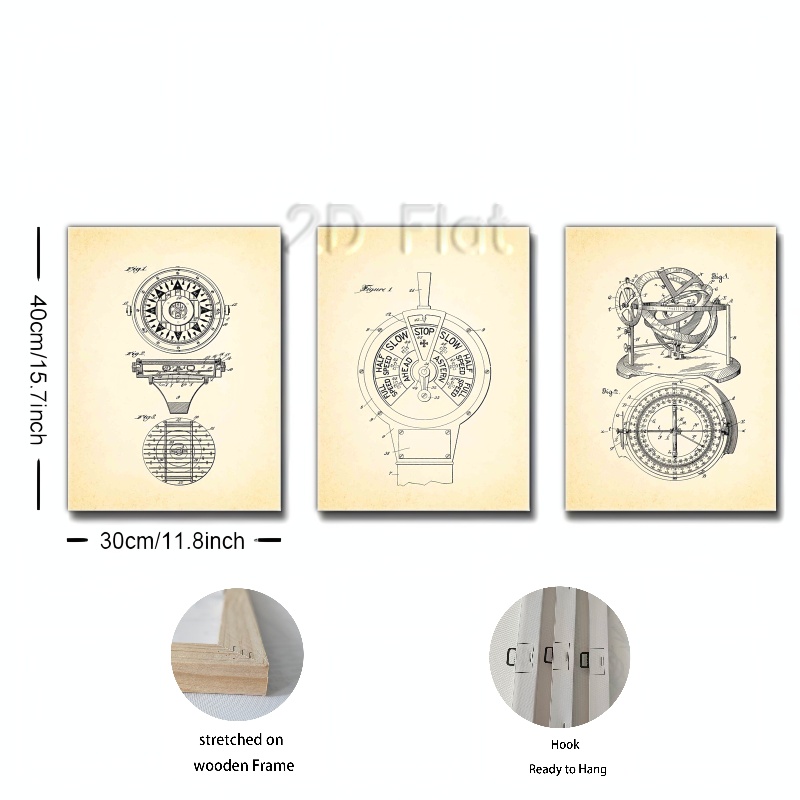 2D Flat
Fig.1
Fig.2
Fig.3
Figure 1
STOP
SLOW
SLOW
HALF SPEED
HALF SPEED
FULL SPEED
FULL SPEED
AHEAD
ASTERN
Fig.1.
Fig.2.
40cm/15.7inch
30cm/11.8inch
stretched on
wooden Frame
Hook
Ready to Hang